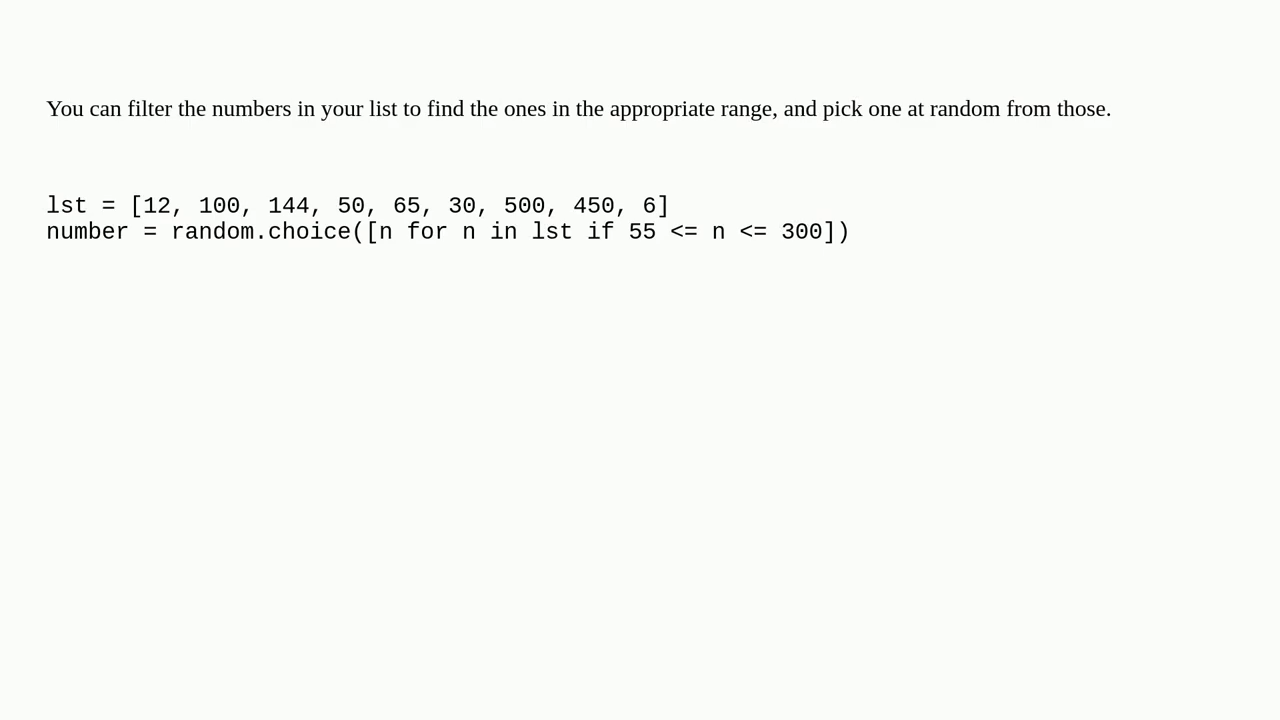 You can filter the numbers in your list to find the ones in the appropriate range, and pick one at random from those.
lst = [12, 100, 144, 50, 65, 30, 500, 450, 6]
number = random.choice([n for n in lst if 55 <= n <= 300])